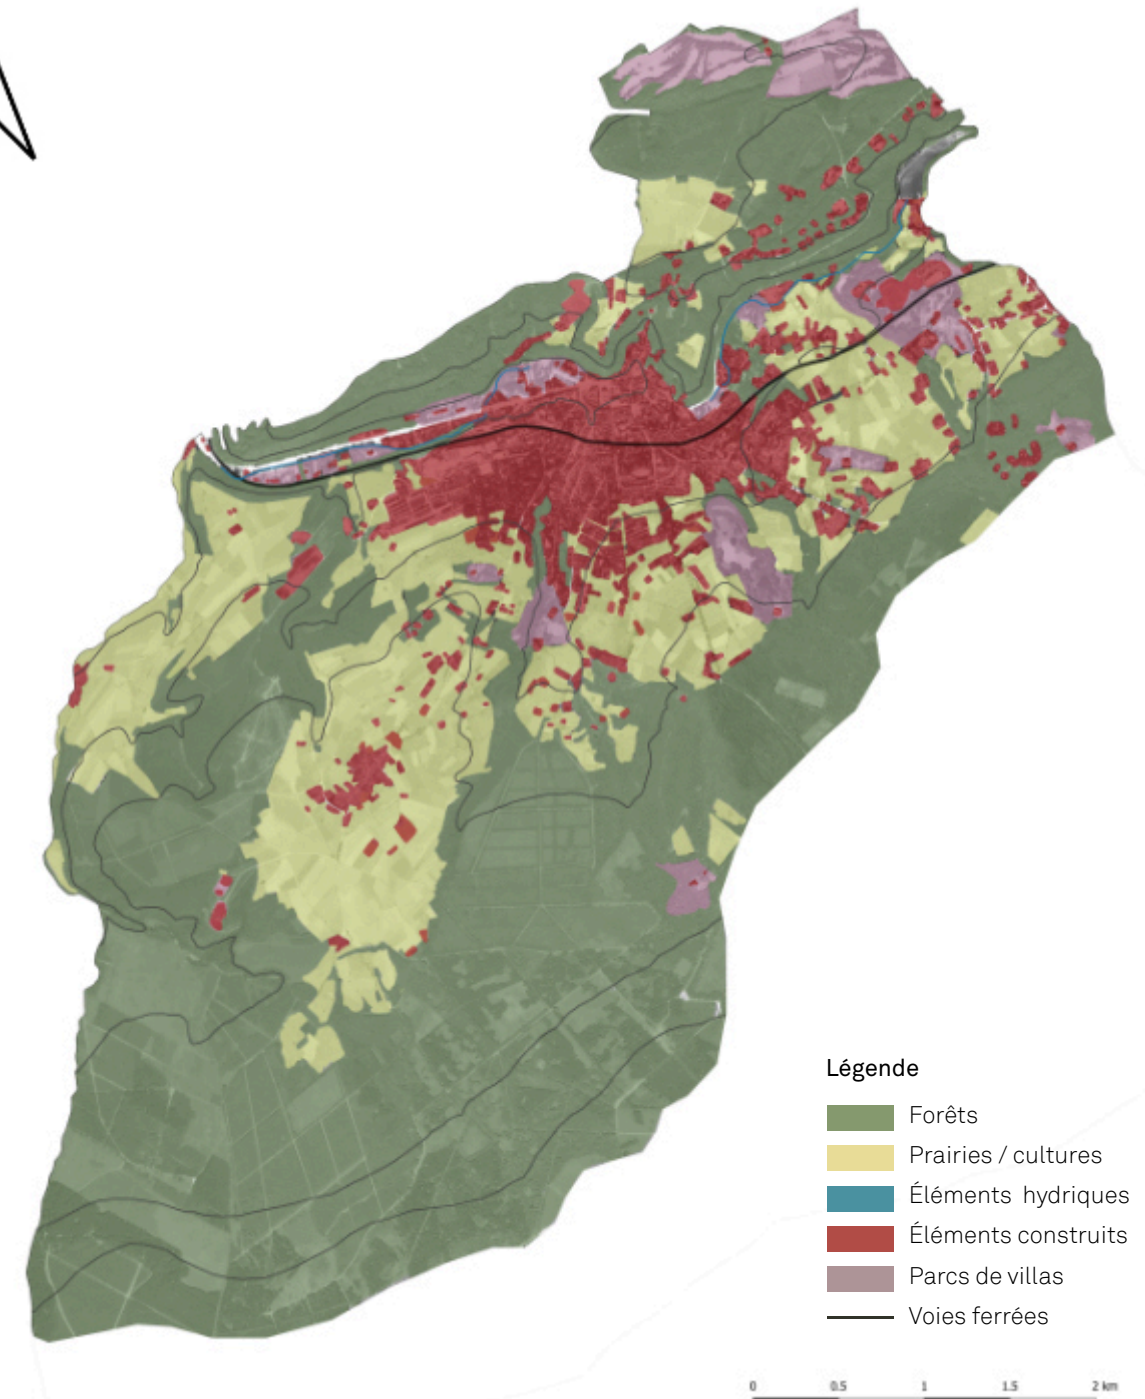 Légende
Forêts
Prairies / cultures
Éléments hydriques
Éléments construits
Parcs de villas
Voies ferrées
0 0.5 1 1.5 2 km